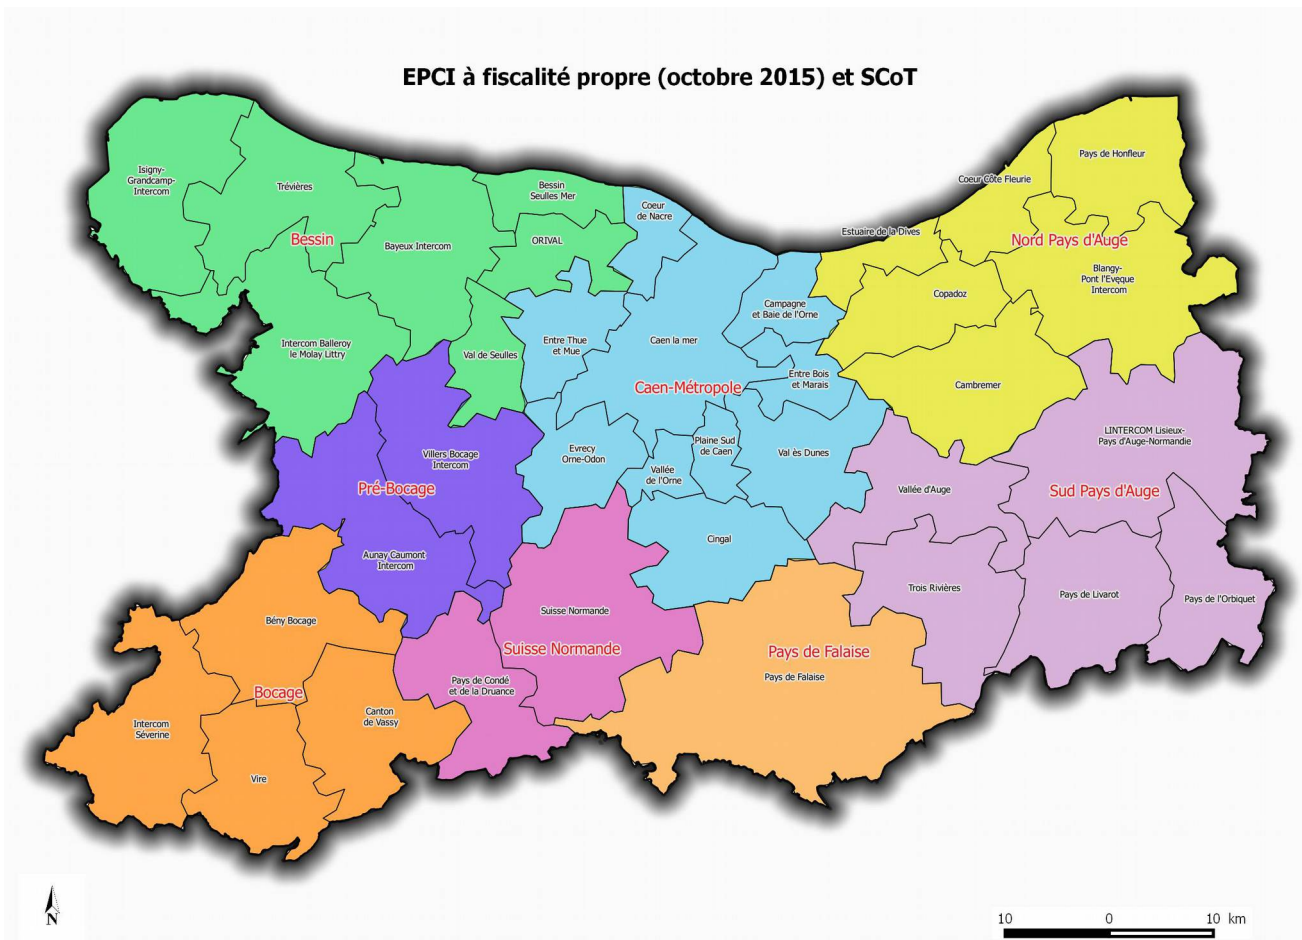 EPCI à fiscalité propre (octobre 2015) et SCoT
Isigny-
Grandcamp-
Intercom
Trévières
Bessin
Bayeux Intercom
Bessin
Seulles Mer
ORIVAL
Intercom Balleroy
le Molay Littry
Val de Seulles
Coeur
de Nacre
Entre Thue
et Mue
Caen la mer
Campagne
et Baie de l'Orne
Entre Bois
et Marais
Caen-Métropole
Evrecy
Orne-Odon
Vallée
de l'Orne
Plaine Sud
de Caen
Val ès Dunes
Cingal
Pays de Honfleur
Coeur Côte Fleurie
Estuaire de la Dives
Nord Pays d'Auge
Blangy-
Pont l'Evęque
Intercom
Copadoz
Cambremer
LINTERCOM Lisieux-
Pays d'Auge-Normandie
Vallée d'Auge
Sud Pays d'Auge
Trois Rivières
Pays de Livarot
Pays de l'Orbiquet
Villers Bocage
Intercom
Pré-Bocage
Aunay Caumont
Intercom
Suisse Normande
Suisse Normande
Pays de Condé
et de la Druance
Pays de Falaise
Pays de Falaise
Bény Bocage
Bocage
Canton
de Vassy
Intercom
Séverine
Vire
N
10 0 10 km